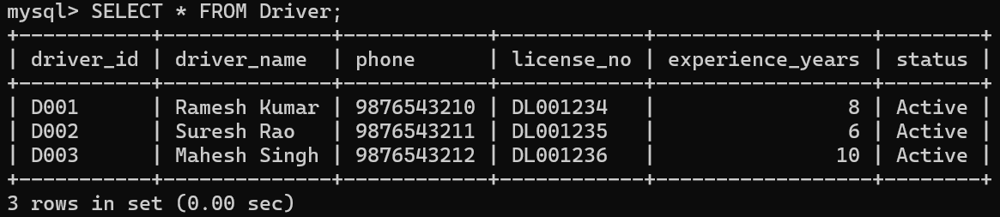 mysql> SELECT * FROM Driver;
+-----------+--------------+------------+------------+------------------+--------+
| driver_id | driver_name  | phone      | license_no | experience_years | status |
+-----------+--------------+------------+------------+------------------+--------+
| D001      | Ramesh Kumar | 9876543210 | DL001234   |                8 | Active |
| D002      | Suresh Rao   | 9876543211 | DL001235   |                6 | Active |
| D003      | Mahesh Singh | 9876543212 | DL001236   |               10 | Active |
+-----------+--------------+------------+------------+------------------+--------+
3 rows in set (0.00 sec)